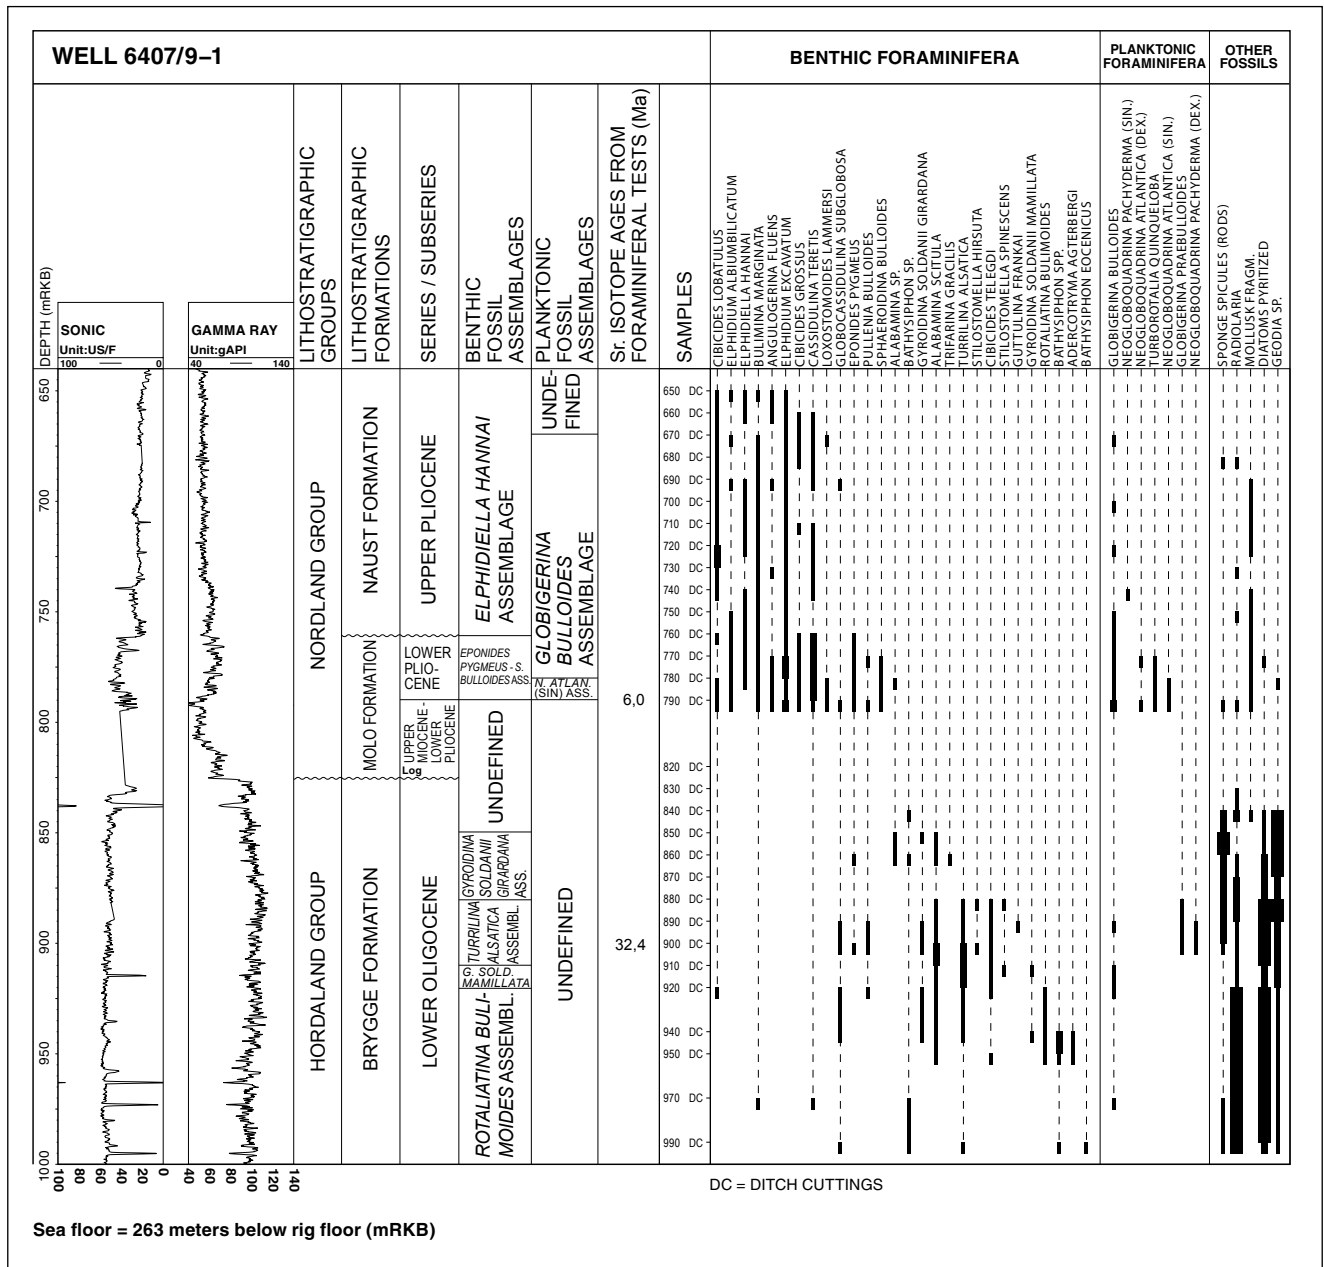 WELL 6407/9–1
BENTHIC FORAMINIFERA
PLANKTONIC
FORAMINIFERA
OTHER
FOSSILS
DEPTH (mRKB)
SONIC
Unit:US/F
100 0
GAMMA RAY
Unit:gAPI
40 140
LITHOSTRATIGRAPHIC
GROUPS
LITHOSTRATIGRAPHIC
FORMATIONS
SERIES / SUBSERIES
BENTHIC
FOSSIL
ASSEMBLAGES
PLANKTONIC
FOSSIL
ASSEMBLAGES
Sr. ISOTOPE AGES FROM
FORAMINIFERAL TESTS (Ma)
SAMPLES
CIBICIDES LOBATULUS
ELPHIDIUM ALBIUMBILICATUM
ELPHIDIELLA HANNAI
BULIMINA MARGINATA
ANGULOGERINA FLUENS
ELPHIDIUM EXCAVATUM
CIBICIDES GROSSUS
CASSIDULINA TERETIS
LOXOSTOMOIDES LAMMERSI
GLOBOCASSIDULINA SUBGLOBOSA
EPONIDES PYGMEUS
PULLENIA BULLOIDES
SPHAEROIDINA BULLOIDES
ALABAMINA SP.
BATHYSIPHON SP.
GYROIDINA SOLDANII GIRARDANA
ALABAMINA SCITULA
TRIFARINA GRACILIS
TURRILINA ALSATICA
STILOSTOMELLA HIRSUTA
CIBICIDES TELEGDI
STILOSTOMELLA SPINESCENS
GUTTULINA FRANKAI
GYROIDINA SOLDANII MAMILLATA
ROTALIATINA BULIMOIDES
BATHYSIPHON SPP.
ADERCOTRYMA AGTERBERGI
BATHYSIPHON EOCENICUS
GLOBIGERINA BULLOIDES
NEOGLOBOQUADRINA PACHYDERMA (SIN.)
NEOGLOBOQUADRINA ATLANTICA (DEX.)
TURBOROTALIA QUINQUELOBA
NEOGLOBOQUADRINA ATLANTICA (SIN.)
GLOBIGERINA PRAEBULLOIDES
NEOGLOBOQUADRINA PACHYDERMA (DEX.)
SPONGE SPICULES (RODS)
RADIOLARIA
MOLLUSK FRAGM.
DIATOMS PYRITIZED
GEODIA SP.
650
700
750
800
850
900
950
1000
NORDLAND GROUP
HORDALAND GROUP
NAUST FORMATION
MOLO FORMATION
BRYGGE FORMATION
UPPER PLIOCENE
LOWER
PLIO-
CENE
UPPER
MIOCENE-
LOWER
PLIOCENE
Log
LOWER OLIGOCENE
ELPHIDIELLA HANNAI
ASSEMBLAGE
EPONIDES
PYGMEUS - S.
BULLOIDES ASS.
UNDEFINED
GYROIDINA
SOLDANII
GIRARDANA
ASS.
TURRILINA
ALSATICA
ASSEMBL.
G. SOLD.
MAMILLATA
ROTALIATINA BULI-
MOIDES ASSEMBL.
UNDE-
FINED
GLOBIGERINA
BULLOIDES
ASSEMBLAGE
N. ATLAN.
(SIN) ASS.
UNDEFINED
6,0
32,4
650 DC
660 DC
670 DC
680 DC
690 DC
700 DC
710 DC
720 DC
730 DC
740 DC
750 DC
760 DC
770 DC
780 DC
790 DC
820 DC
830 DC
840 DC
850 DC
860 DC
870 DC
880 DC
890 DC
900 DC
910 DC
920 DC
940 DC
950 DC
970 DC
990 DC
100 80 60 40 20 0
40 60 80 100 120 140
DC = DITCH CUTTINGS
Sea floor = 263 meters below rig floor (mRKB)